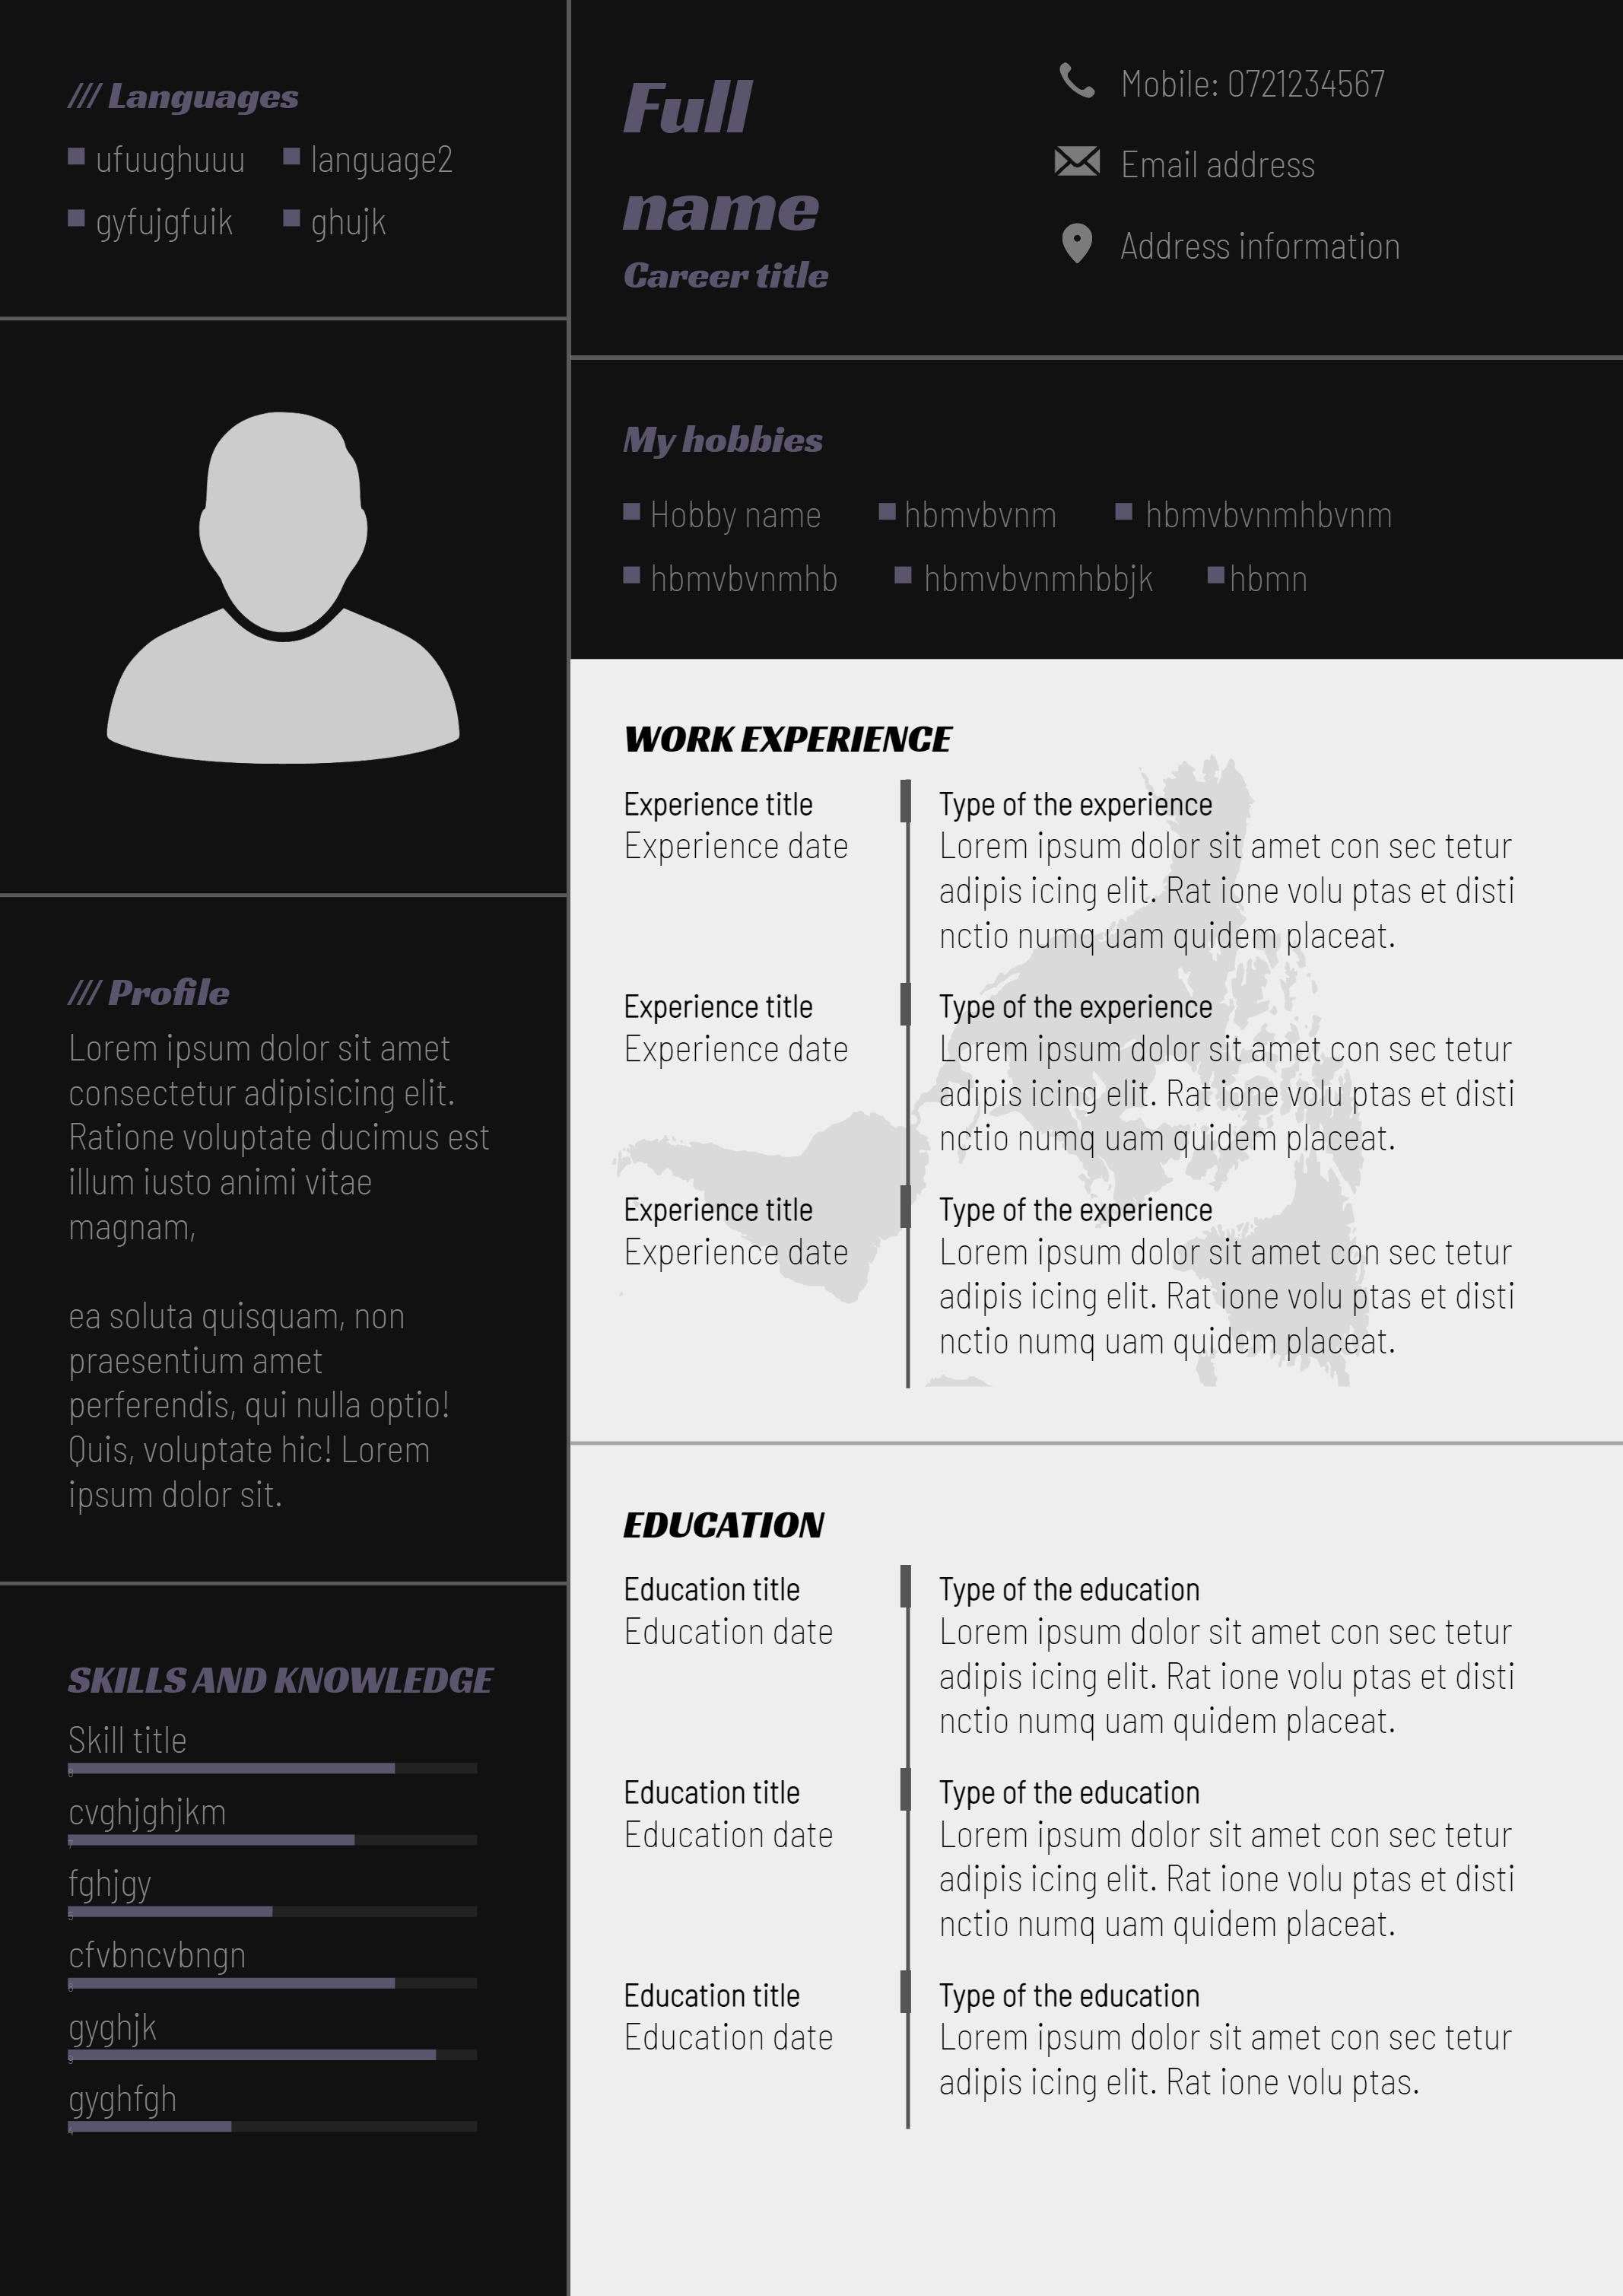 /// Languages
ufuughuuu
language2
gyfujgfuik
ghujk
Full
name
Career title
Mobile: 0721234567
Email address
Address information
My hobbies
Hobby name
hbmvbvnm
hbmvbvnmhbvnm
hbmvbvnmhb
hbmvbvnmhbbjk
hbmn
/// Profile
Lorem ipsum dolor sit amet
consectetur adipisicing elit.
Ratione voluptate ducimus est
illum iusto animi vitae
magnam,
ea soluta quisquam, non
praesentium amet
perferendis, qui nulla optio!
Quis, voluptate hic! Lorem
ipsum dolor sit.
SKILLS AND KNOWLEDGE
Skill title
8
cvghjghjkm
7
fghjgy
5
cfvbncvbngn
8
gyghjk
9
gyghfgh
4
WORK EXPERIENCE
Experience title
Experience date
Type of the experience
Lorem ipsum dolor sit amet con sec tetur
adipis icing elit. Rat ione volu ptas et disti
nctio numq uam quidem placeat.
Experience title
Experience date
Type of the experience
Lorem ipsum dolor sit amet con sec tetur
adipis icing elit. Rat ione volu ptas et disti
nctio numq uam quidem placeat.
Experience title
Experience date
Type of the experience
Lorem ipsum dolor sit amet con sec tetur
adipis icing elit. Rat ione volu ptas et disti
nctio numq uam quidem placeat.
EDUCATION
Education title
Education date
Type of the education
Lorem ipsum dolor sit amet con sec tetur
adipis icing elit. Rat ione volu ptas et disti
nctio numq uam quidem placeat.
Education title
Education date
Type of the education
Lorem ipsum dolor sit amet con sec tetur
adipis icing elit. Rat ione volu ptas et disti
nctio numq uam quidem placeat.
Education title
Education date
Type of the education
Lorem ipsum dolor sit amet con sec tetur
adipis icing elit. Rat ione volu ptas.